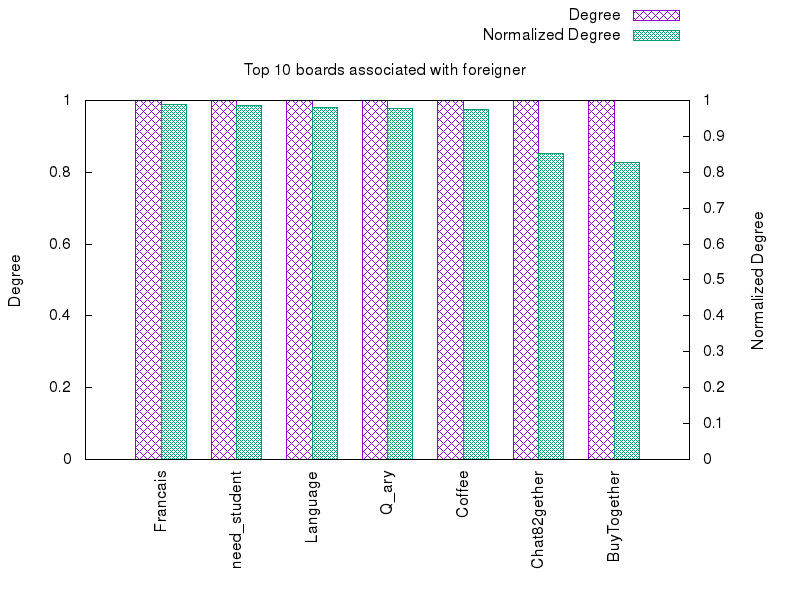 Degree
Normalized Degree
Top 10 boards associated with foreigner
1
0.8
0.6
0.4
0.2
0
Degree
1
0.9
0.8
0.7
0.6
0.5
0.4
0.3
0.2
0.1
0
Normalized Degree
Francais
need_student
Language
Q_ary
Coffee
Chat82gether
BuyTogether